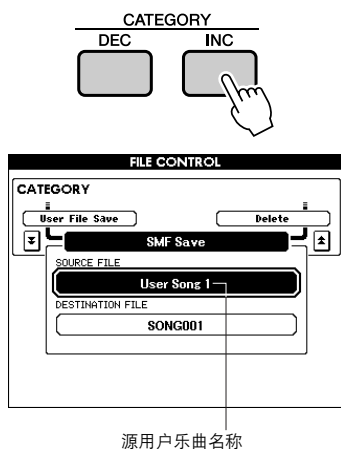 CATEGORY
DEC INC
FILE CONTROL
CATEGORY
User File Save Delete
SMF Save
SOURCE FILE
User Song 1
DESTINATION FILE
SONG001
源用户乐曲名称